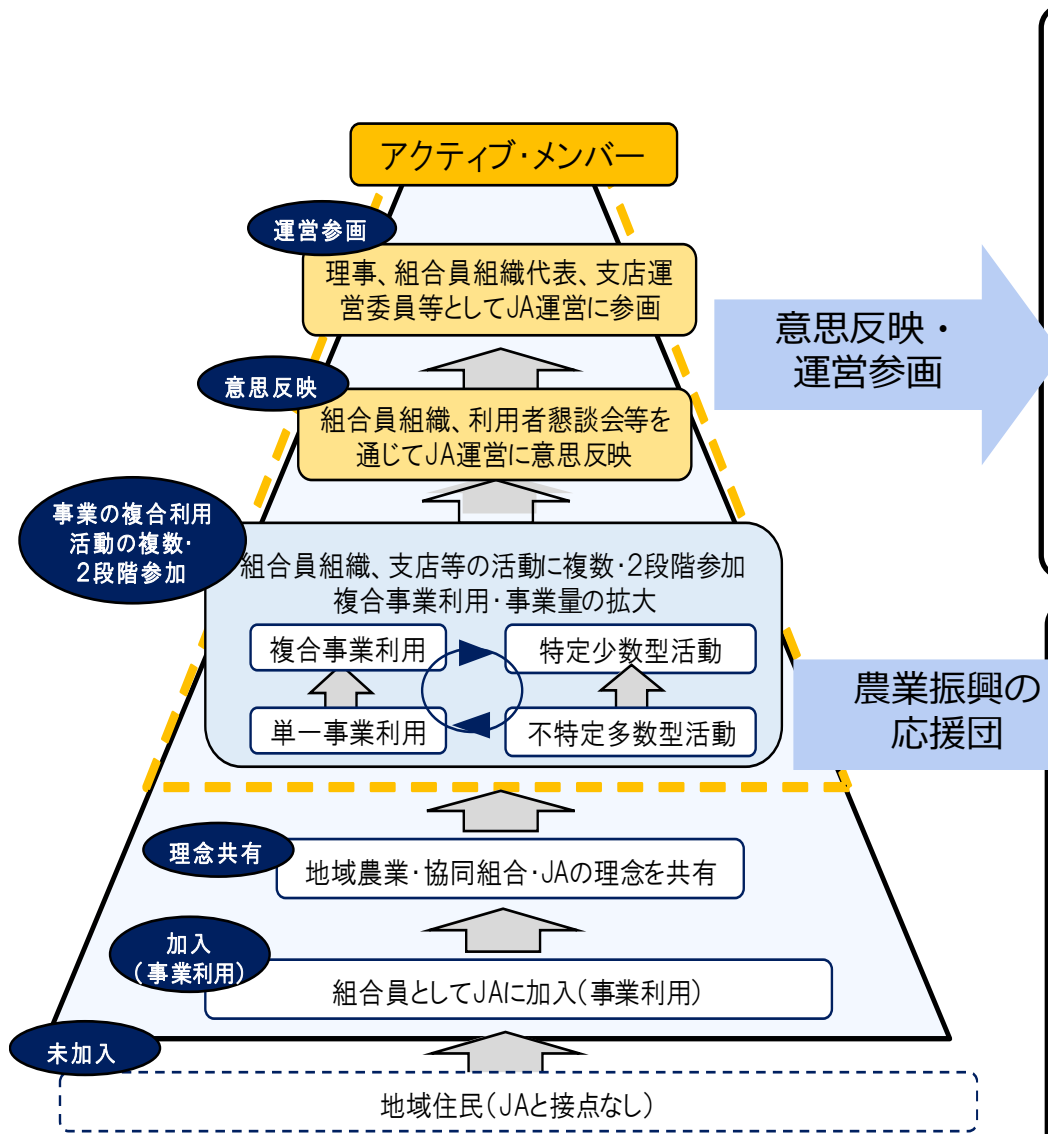 アクティブ・メンバー
運営参画
理事、組合員組織代表、支店運
営委員等としてJA運営に参画
意思反映・
運営参画
意思反映
組合員組織、利用者懇談会等を
通じてJA運営に意思反映
事業の複合利用
活動の複数・
2段階参加
組合員組織、支店等の活動に複数・2段階参加
複合事業利用・事業量の拡大
複合事業利用
特定少数型活動
単一事業利用
不特定多数型活動
農業振興の
応援団
理念共有
地域農業・協同組合・JAの理念を共有
加入
（事業利用）
組合員としてJAに加入（事業利用）
未加入
地域住民（JAと接点なし）